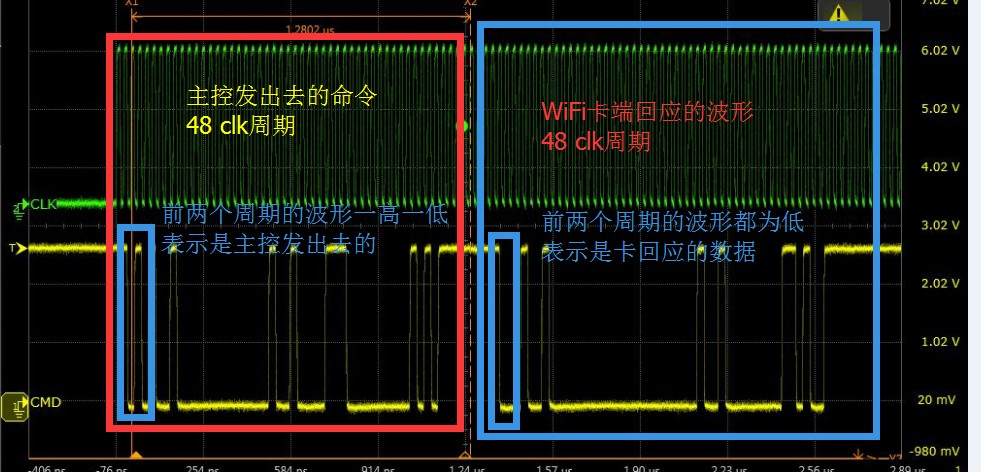 X1
X2
7.02 V
1.2802 us
6.02 V
主控发出去的命令
48 clk周期
WiFi卡端回应的波形
48 clk周期
5.02 V
4.02 V
CLK
前两个周期的波形一高一低
表示是主控发出去的
前两个周期的波形都为低
表示是卡回应的数据
3.02 V
T
2.02 V
1.02 V
CMD
20 mV
-980 mV
-406 ns
-76 ns
254 ns
584 ns
914 ns
1.24 us
1.57 us
1.90 us
2.23 us
2.56 us
2.89 us